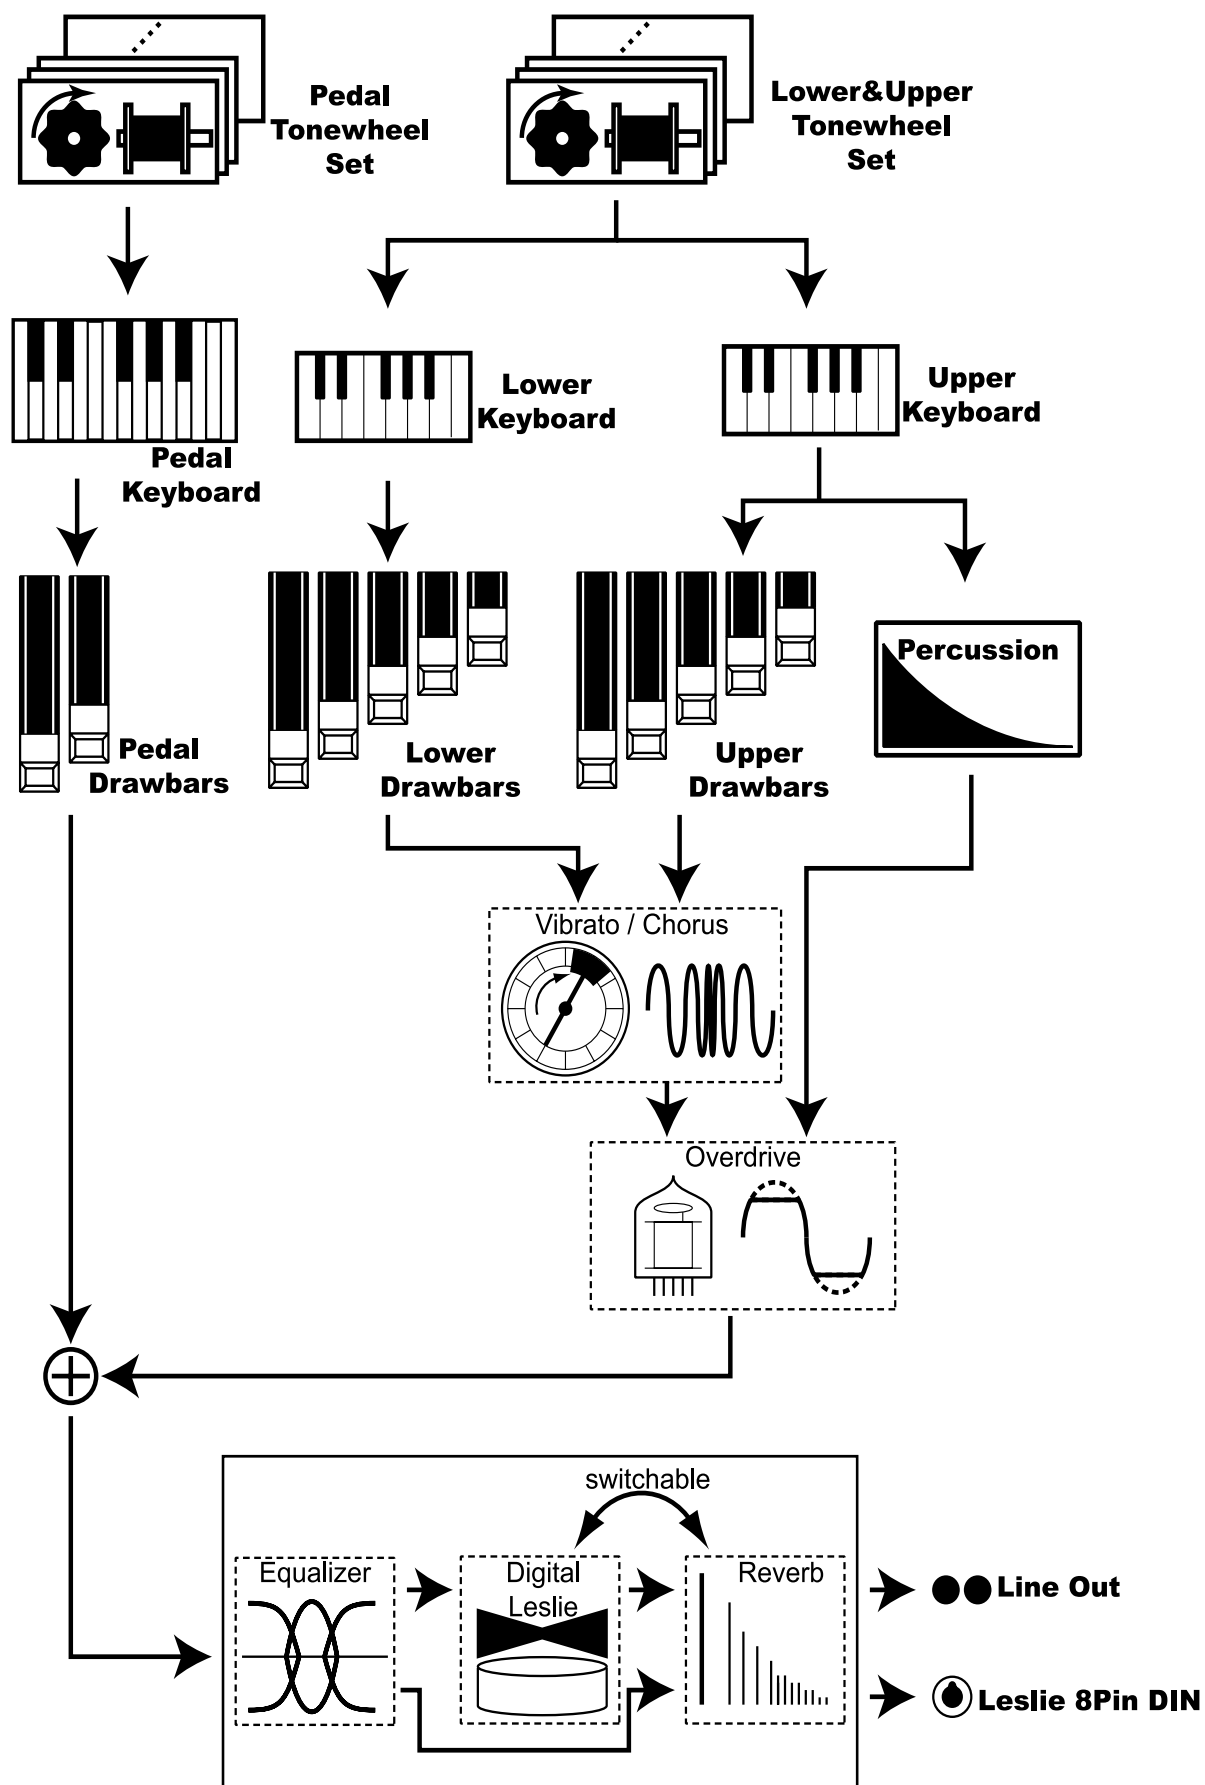 Pedal
Tonewheel
Set
Lower&Upper
Tonewheel
Set
Pedal
Keyboard
Lower
Keyboard
Upper
Keyboard
Pedal
Drawbars
Lower
Drawbars
Upper
Drawbars
Percussion
Vibrato / Chorus
Overdrive
switchable
Equalizer
Digital
Leslie
Reverb
Line Out
Leslie 8Pin DIN